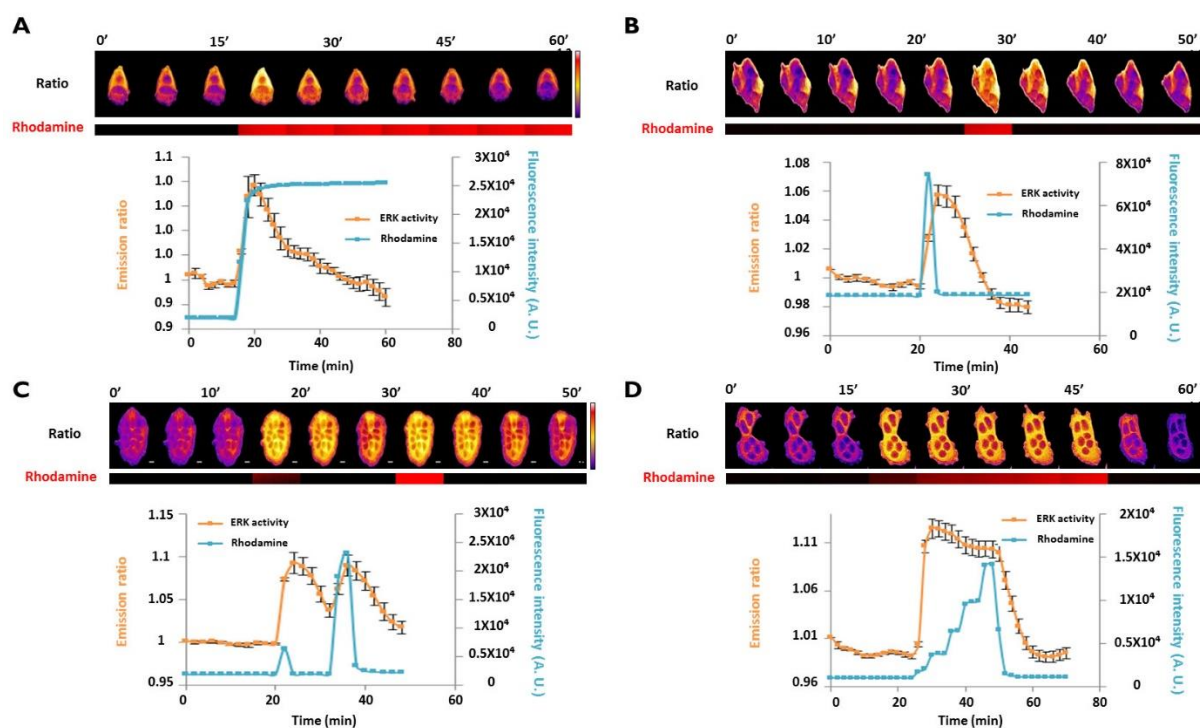 A
0' 15' 30' 45' 60'
Ratio
Rhodamine
1.1
1.0
1.0
1.0
1.0
1
0.9
0.9
Emission ratio
ERK activity
Rhodamine
3X10⁴
2.5X10⁴
2X10⁴
1.5X10⁴
1X10⁴
0.5X10⁴
0
Fluorescence intensity (A. U.)
0 20 40 60 80
Time (min)
B
0' 10' 20' 30' 40' 50'
Ratio
Rhodamine
1.08
1.06
1.04
1.02
1
0.98
0.96
Emission ratio
ERK activity
Rhodamine
8X10⁴
6X10⁴
4X10⁴
2X10⁴
0
Fluorescence intensity (A. U.)
0 20 40 60
Time (min)
C
0' 10' 20' 30' 40' 50'
Ratio
Rhodamine
1.15
1.1
1.05
1
0.95
Emission ratio
ERK activity
Rhodamine
3X10⁴
2X10⁴
2X10⁴
1X10⁴
1X10⁴
0.5X10⁴
0
Fluorescence intensity (A. U.)
0 20 40 60
Time (min)
D
0' 15' 30' 45' 60'
Ratio
Rhodamine
1.11
1.06
1.01
0.96
Emission ratio
ERK activity
Rhodamine
2X10⁴
1.5X10⁴
1X10⁴
0.5X10⁴
0
Fluorescence intensity (A. U.)
0 20 40 60 80
Time (min)